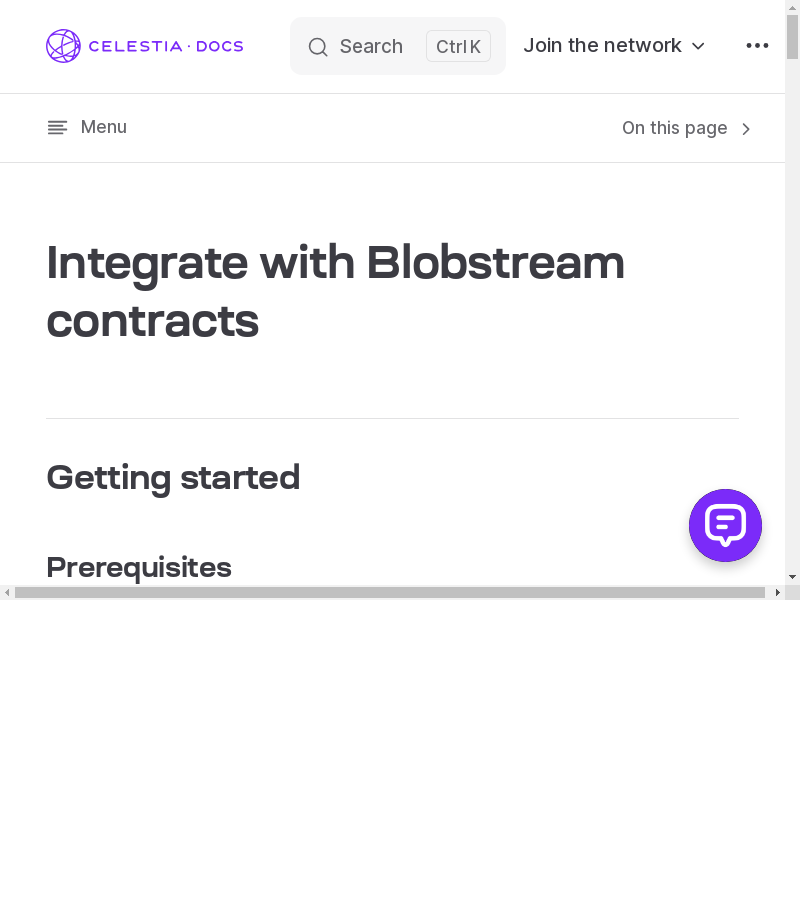 CELESTIA · DOCS
Search
Ctrl K
Join the network
Menu
On this page
Integrate with Blobstream
contracts
Getting started
Prerequisites